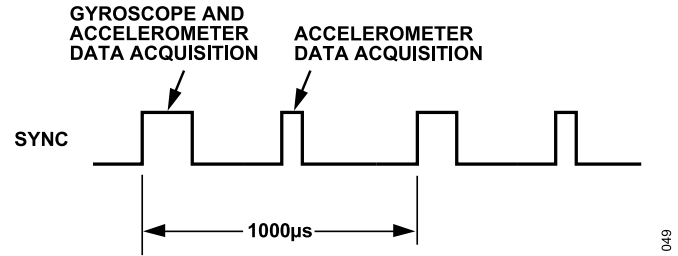 GYROSCOPE AND
ACCELEROMETER
DATA ACQUISITION
ACCELEROMETER
DATA ACQUISITION
SYNC
1000µs
049